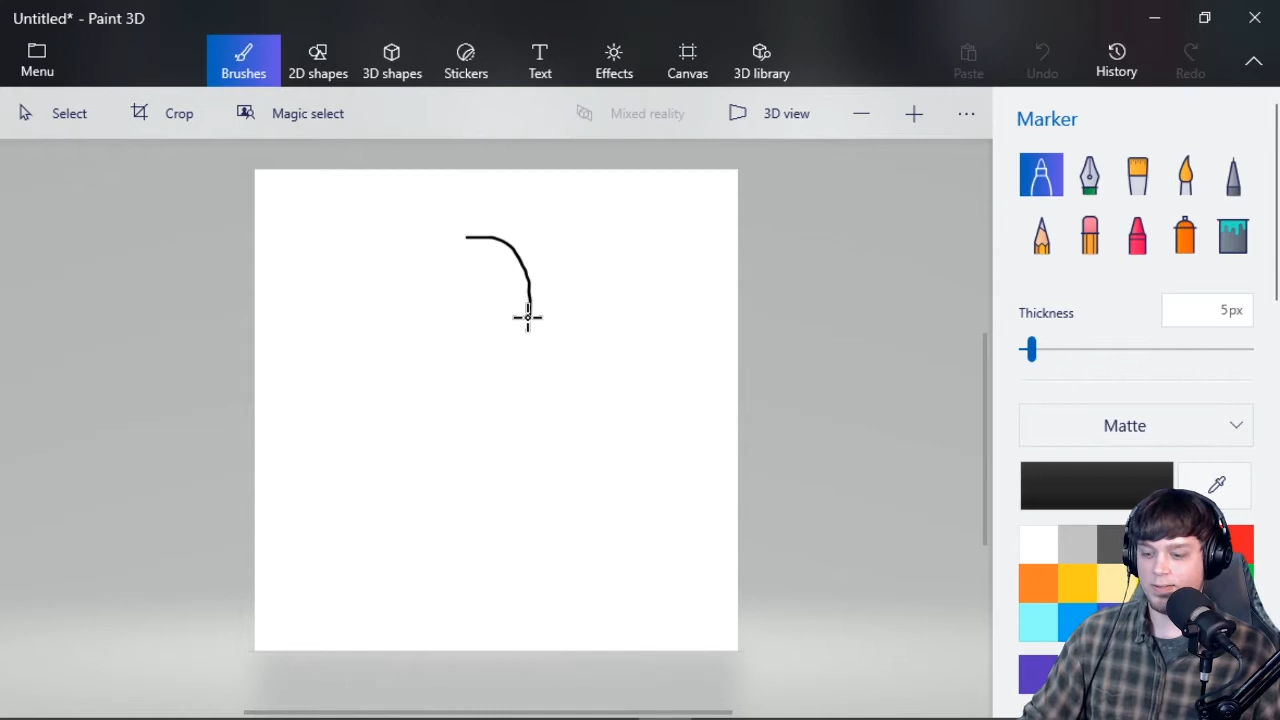 Untitled* - Paint 3D
Menu
Brushes
2D shapes
3D shapes
Stickers
Text
Effects
Canvas
3D library
Paste
Undo
History
Redo
Select
Crop
Magic select
Mixed reality
3D view
Marker
Thickness
5px
Matte